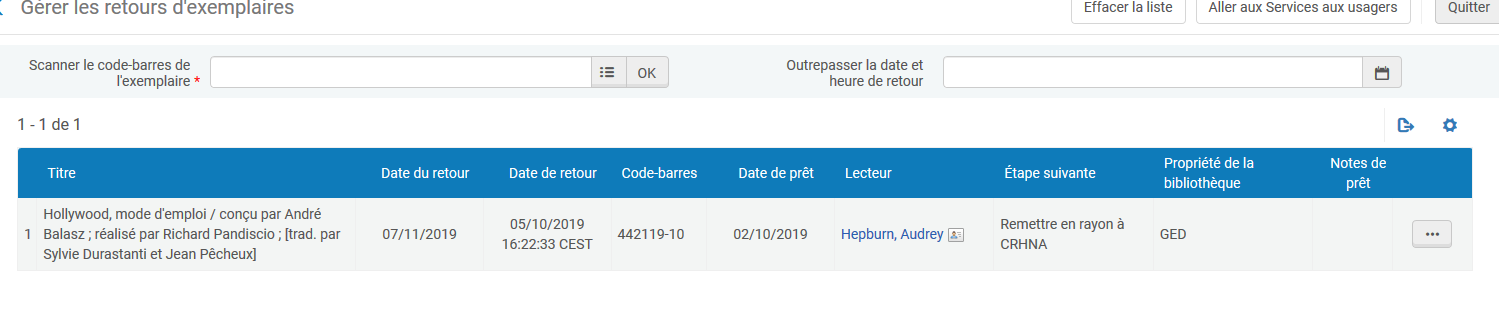 Gérer les retours d'exemplaires
Effacer la liste
Aller aux Services aux usagers
Quitter
Scanner le code-barres de
l'exemplaire *
OK
Outrepasser la date et
heure de retour
1 - 1 de 1
Titre
Date du retour
Date de retour
Code-barres
Date de prêt
Lecteur
Étape suivante
Propriété de la
bibliothèque
Notes de
prêt
1
Hollywood, mode d'emploi / conçu par André
Balasz ; réalisé par Richard Pandiscio ; [trad. par
Sylvie Durastanti et Jean Pêcheux]
07/11/2019
05/10/2019
16:22:33 CEST
442119-10
02/10/2019
Hepburn, Audrey
Remettre en rayon à
CRHNA
GED